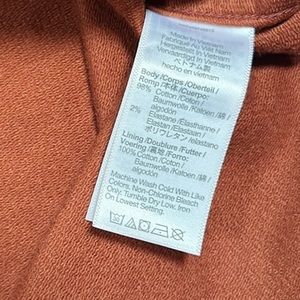 Made in Vietnam
Fabriqué au Viêt Nam
Hergestellt in Vietnam
Vervaardigd in Vietnam
ベトナム製
hecho en vietnam
Body/Corps/Oberteil/
Romp/本体/Cuerpo:
98% Cotton/Coton/
Baumwolle/Katoen/綿/
algodón
2% Elastane/Élasthanne/
Elastan/Elastaan/
ポリウレタン/elastano
Lining/Doublure/Futter/
Voering/裏地/Forro:
100% Cotton/Coton/
Baumwolle/Katoen/綿/
algodón
Machine Wash Cold With Like
Colors. Non-Chlorine Bleach
Only. Tumble Dry Low. Iron
On Lowest Setting.